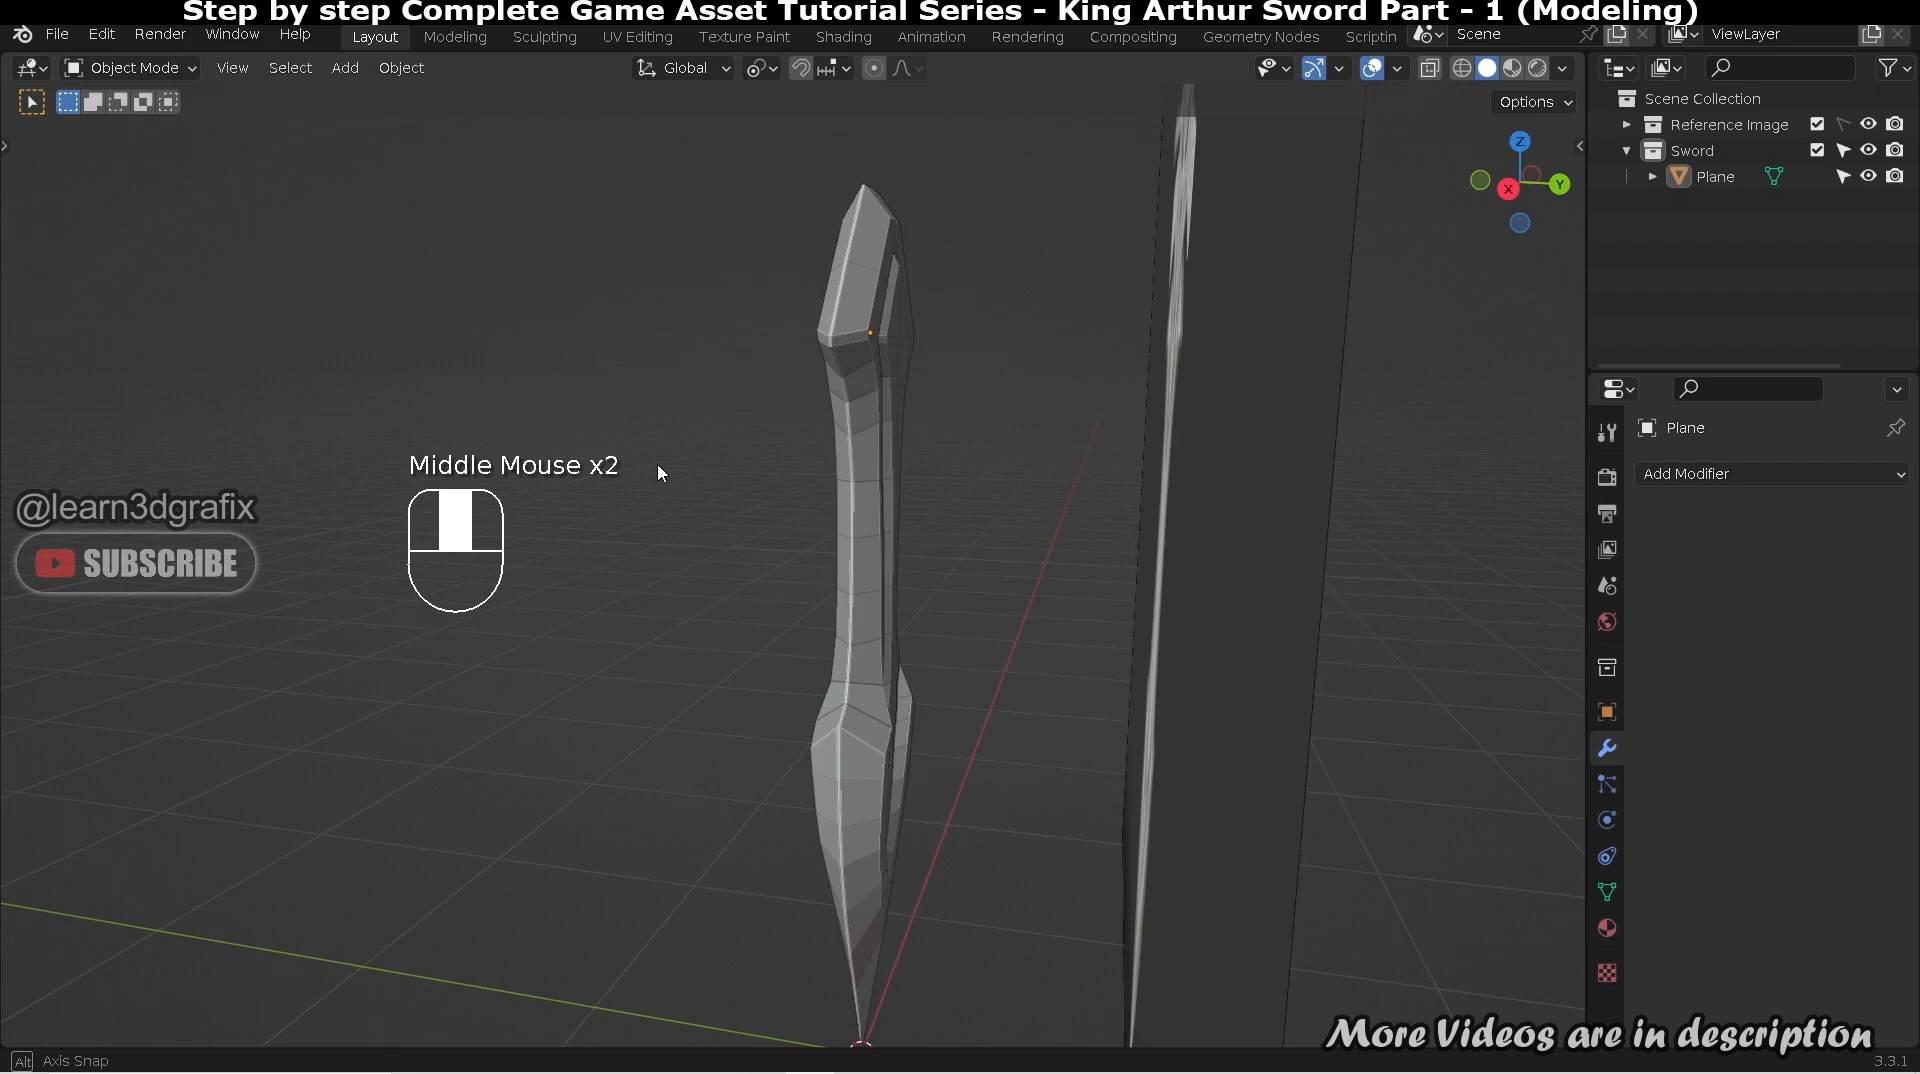 Step by step Complete Game Asset Tutorial Series - King Arthur Sword Part - 1 (Modeling)
File Edit Render Window Help Layout Modeling Sculpting UV Editing Texture Paint Shading Animation Rendering Compositing Geometry Nodes Scriptin Scene ViewLayer
Object Mode View Select Add Object Global
Options
Scene Collection
Reference Image
Sword
Plane
Z
Y
X
Plane
Add Modifier
Middle Mouse x2
@learn3dgrafix
SUBSCRIBE
More Videos are in description
Alt Axis Snap
3.3.1